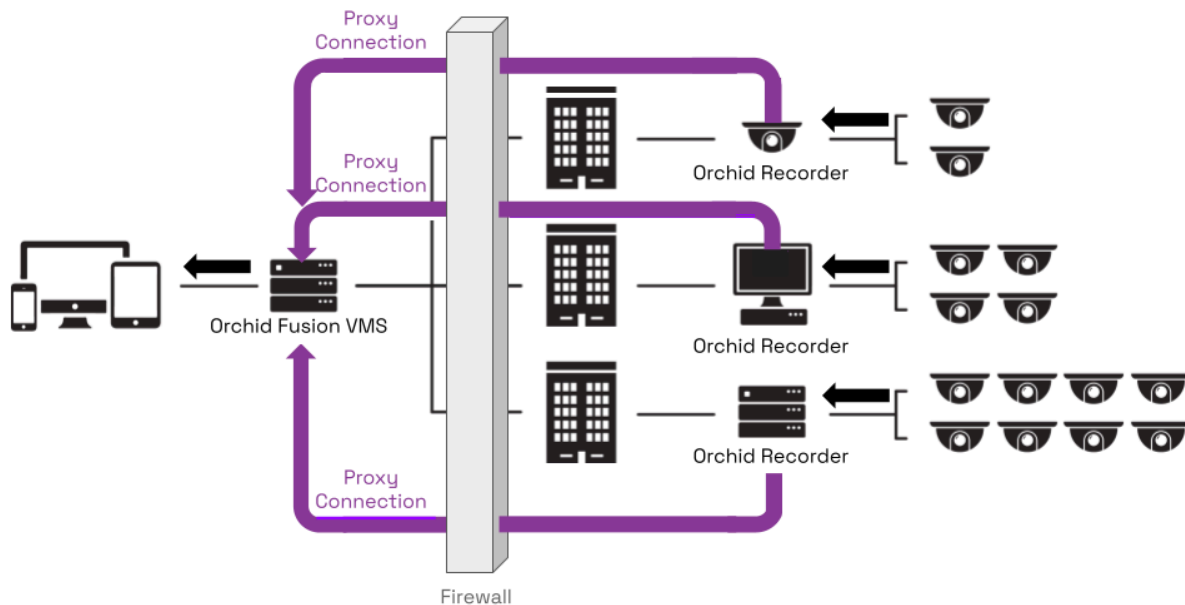 Proxy
Connection
Orchid Recorder
Proxy
Connection
Orchid Fusion VMS
Orchid Recorder
Orchid Recorder
Proxy
Connection
Firewall